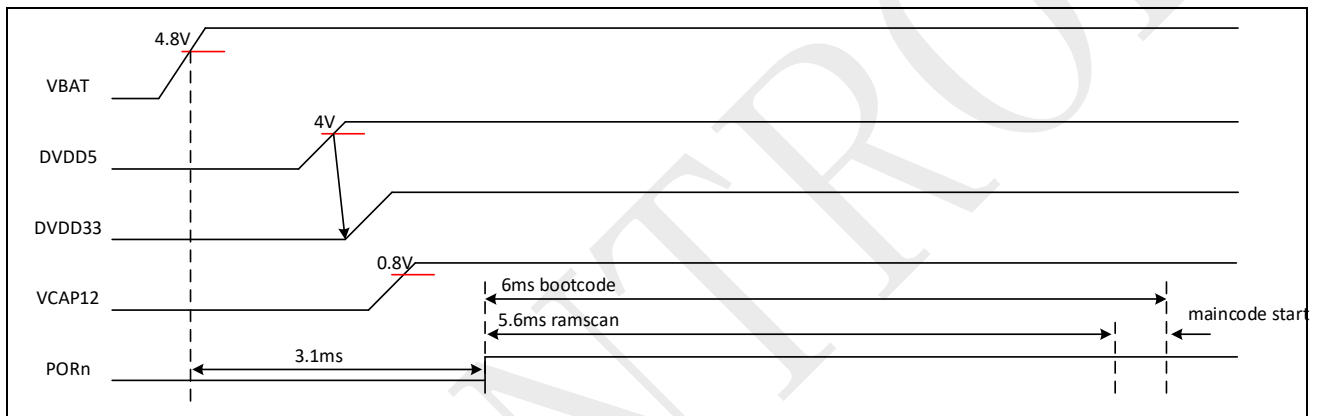 4.8V
VBAT
4V
DVDD5
DVDD33
0.8V
VCAP12
6ms bootcode
5.6ms ramscan
maincode start
3.1ms
PORn